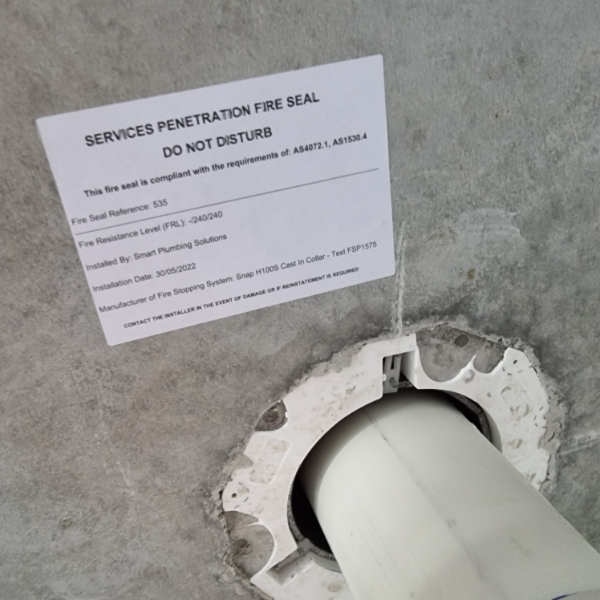 SERVICES PENETRATION FIRE SEAL
DO NOT DISTURB
This fire seal is compliant with the requirements of: AS4072.1, AS1530.4
Fire Seal Reference: 535
Fire Resistance Level (FRL): -/240/240
Installed By: Smart Plumbing Solutions
Installation Date: 30/05/2022
Manufacturer of Fire Stopping System: Snap H100S Cast In Collar - Test FSP1575
CONTACT THE INSTALLER IN THE EVENT OF DAMAGE OR IF REINSTATEMENT IS REQUIRED